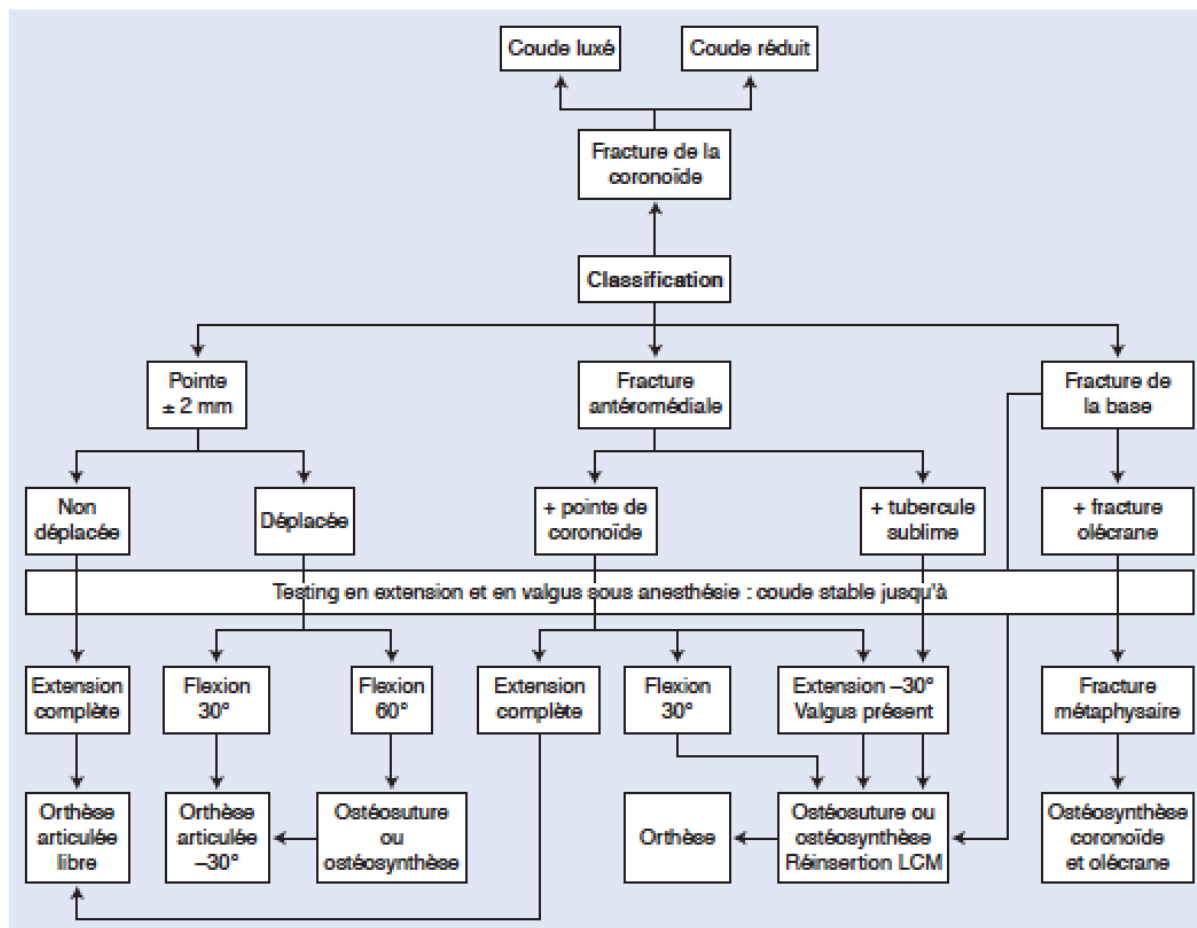 Coude luxé
Coude réduit
Fracture de la
coronoïde
Classification
Pointe
± 2 mm
Fracture
antéromédiale
Fracture de
la base
Non
déplacée
Déplacée
+ pointe de
coronoïde
+ tubercule
sublime
+ fracture
olécrane
Testing en extension et en valgus sous anesthésie : coude stable jusqu'à
Extension
complète
Flexion
30°
Flexion
60°
Extension
complète
Flexion
30°
Extension –30°
Valgus présent
Fracture
métaphysaire
Orthèse
articulée
libre
Orthèse
articulée
–30°
Ostéosuture
ou
ostéosynthèse
Orthèse
Ostéosuture ou
ostéosynthèse
Réinsertion LCM
Ostéosynthèse
coronoïde
et olécrane